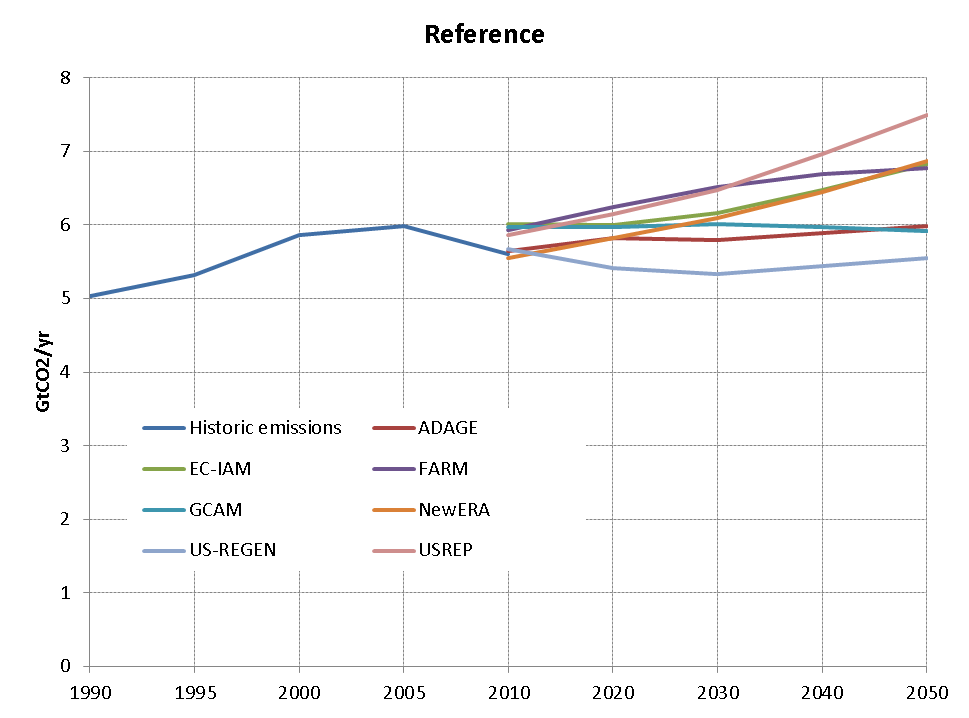 Reference
8
7
6
5
4
3
2
1
0
GtCO2/yr
Historic emissions ADAGE
EC-IAM FARM
GCAM NewERA
US-REGEN USREP
1990 1995 2000 2005 2010 2020 2030 2040 2050